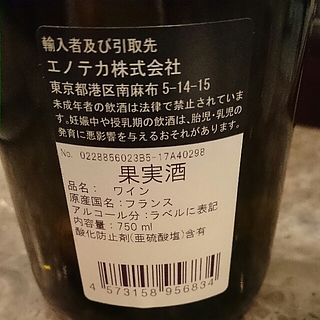 輸入者及び引取先
エノテカ株式会社
東京都港区南麻布5-14-15
未成年者の飲酒は法律で禁止されていま
す。妊娠中や授乳期の飲酒は、胎児・乳児の
発育に悪影響を与えるおそれがあります。
No. 0228856023B5-17A40298
果実酒
品名: ワイン
原産国名:フランス
アルコール分:ラベルに表記
内容量:750ml
酸化防止剤(亜硫酸塩)含有
4 573158 956834